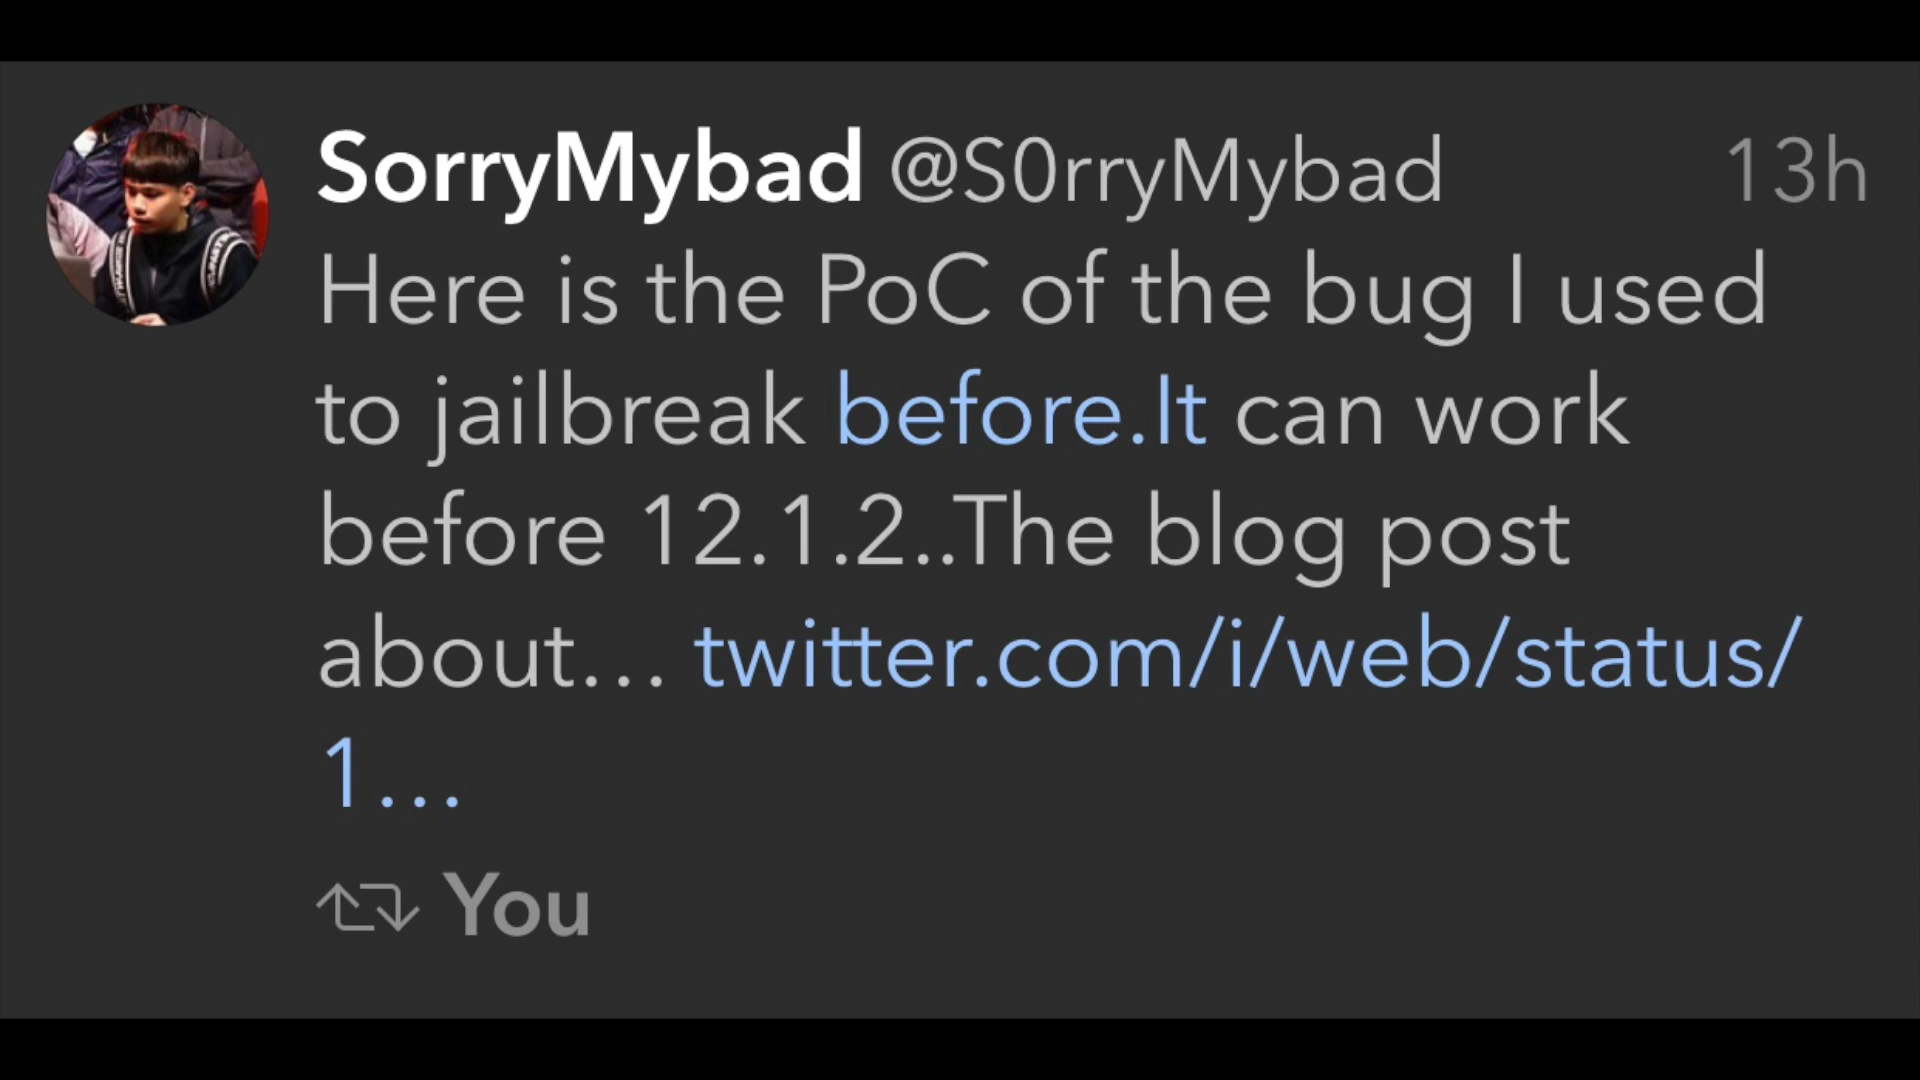 SorryMybad @S0rryMybad 13h
Here is the PoC of the bug I used
to jailbreak before.It can work
before 12.1.2..The blog post
about... twitter.com/i/web/status/
1...
You